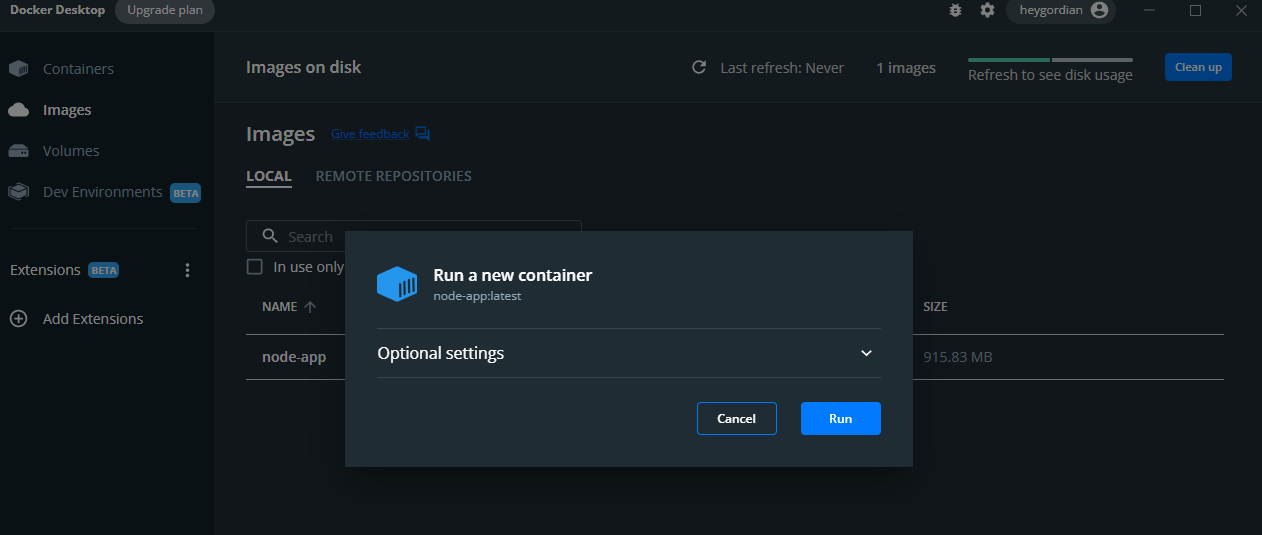 Docker Desktop Upgrade plan heygordian
Containers
Images
Volumes
Dev Environments BETA
Extensions BETA
Add Extensions
Images on disk Last refresh: Never 1 images Refresh to see disk usage Clean up
Images Give feedback
LOCAL REMOTE REPOSITORIES
Search
In use only
NAME SIZE
node-app 915.83 MB
Run a new container
node-app:latest
Optional settings
Cancel Run